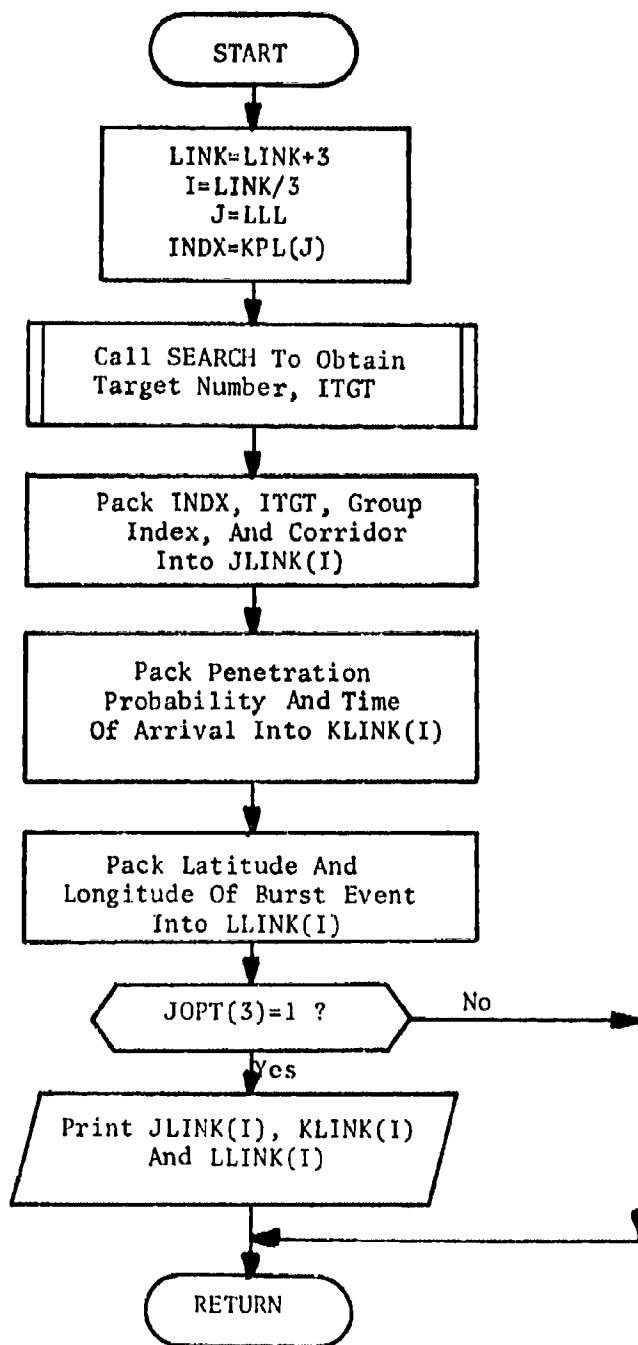 START
LINK=LINK+3
I=LINK/3
J=LLL
INDX=KPL(J)
Call SEARCH To Obtain
Target Number, ITGT
Pack INDX, ITGT, Group
Index, And Corridor
Into JLINK(I)
Pack Penetration
Probability And Time
Of Arrival Into KLINK(I)
Pack Latitude And
Longitude Of Burst Event
Into LLINK(I)
JOPT(3)=1 ?
No
Yes
Print JLINK(I), KLINK(I)
And LLINK(I)
RETURN